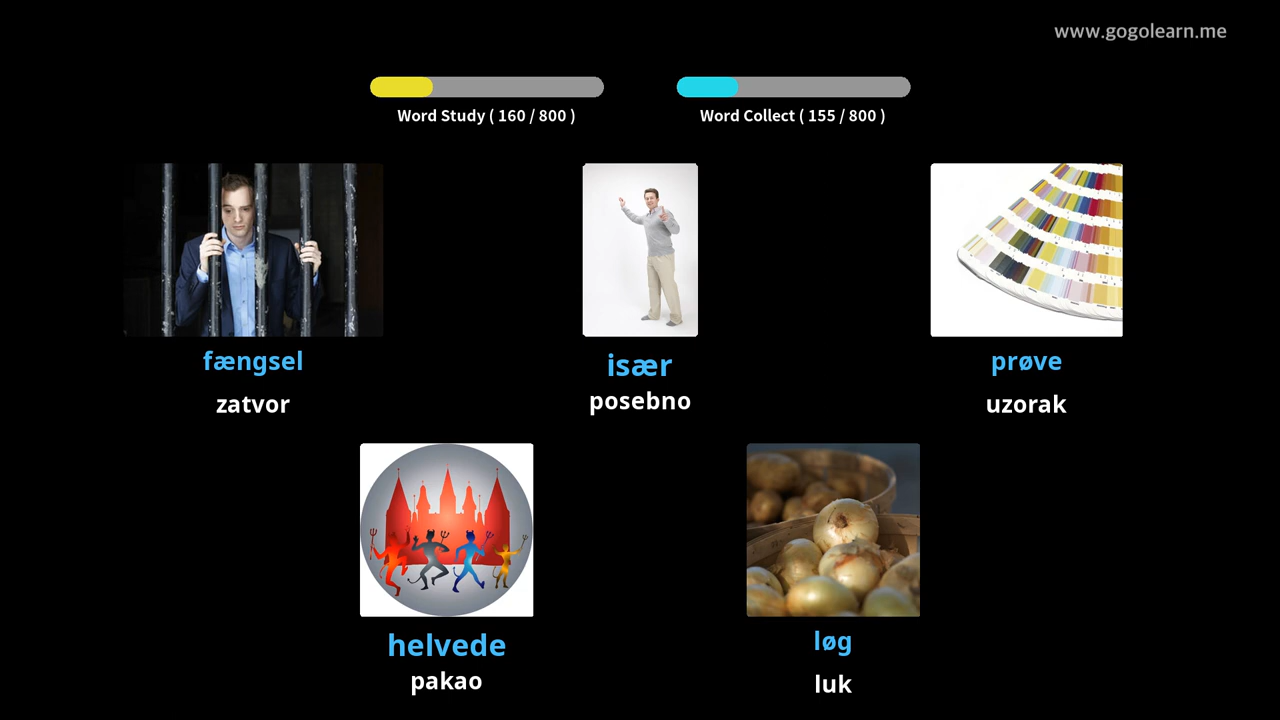 www.gogolearn.me
Word Study ( 160 / 800 )
Word Collect ( 155 / 800 )
fængsel
zatvor
især
posebno
prøve
uzorak
helvede
pakao
løg
luk